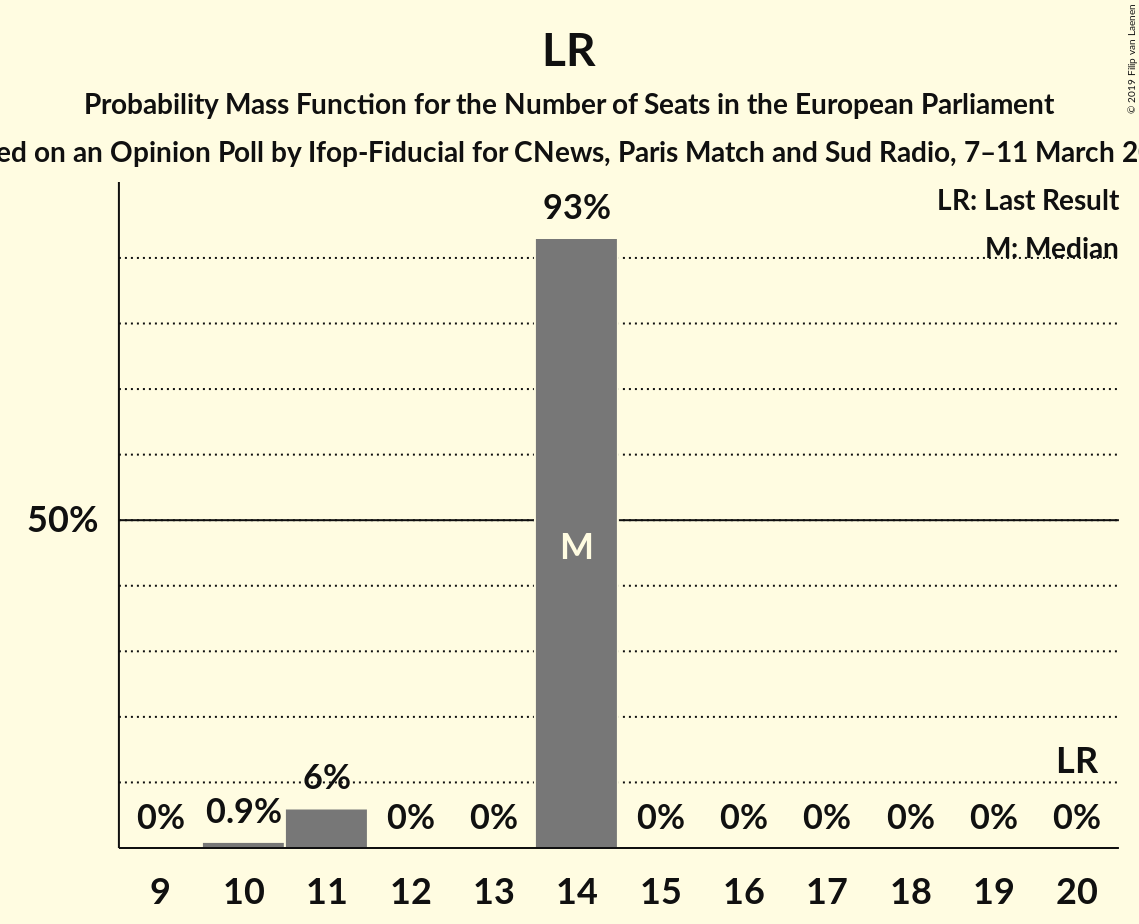 LR
Probability Mass Function for the Number of Seats in the European Parliament
on an Opinion Poll by Ifop-Fiducial for CNews, Paris Match and Sud Radio, 7–11 March
© 2019 Filip van Laenen
LR: Last Result
M: Median
93%
50%
M
LR
6%
0% 0.9% 0% 0% 0% 0% 0% 0% 0% 0%
9 10 11 12 13 14 15 16 17 18 19 20